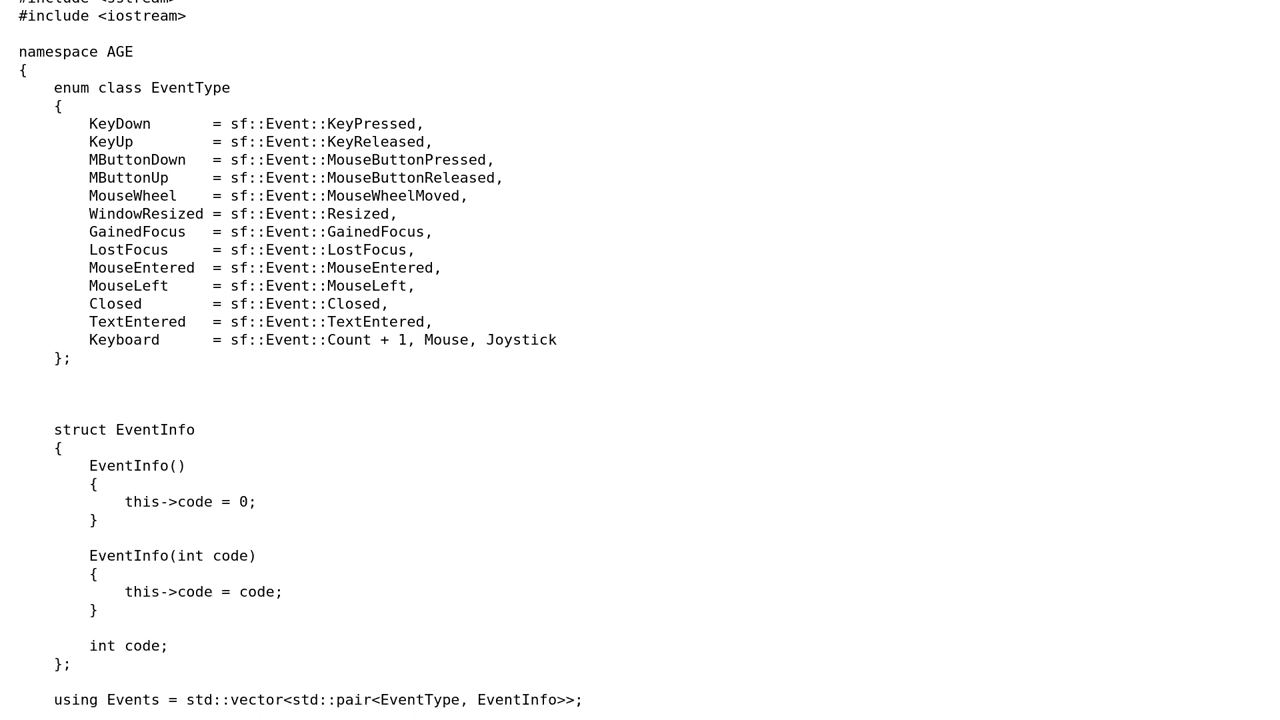 #include <sstream>
#include <iostream>

namespace AGE
{
    enum class EventType
    {
        KeyDown       = sf::Event::KeyPressed,
        KeyUp         = sf::Event::KeyReleased,
        MButtonDown   = sf::Event::MouseButtonPressed,
        MButtonUp     = sf::Event::MouseButtonReleased,
        MouseWheel    = sf::Event::MouseWheelMoved,
        WindowResized = sf::Event::Resized,
        GainedFocus   = sf::Event::GainedFocus,
        LostFocus     = sf::Event::LostFocus,
        MouseEntered  = sf::Event::MouseEntered,
        MouseLeft     = sf::Event::MouseLeft,
        Closed        = sf::Event::Closed,
        TextEntered   = sf::Event::TextEntered,
        Keyboard      = sf::Event::Count + 1, Mouse, Joystick
    };

    struct EventInfo
    {
        EventInfo()
        {
            this->code = 0;
        }

        EventInfo(int code)
        {
            this->code = code;
        }

        int code;
    };

    using Events = std::vector<std::pair<EventType, EventInfo>>;